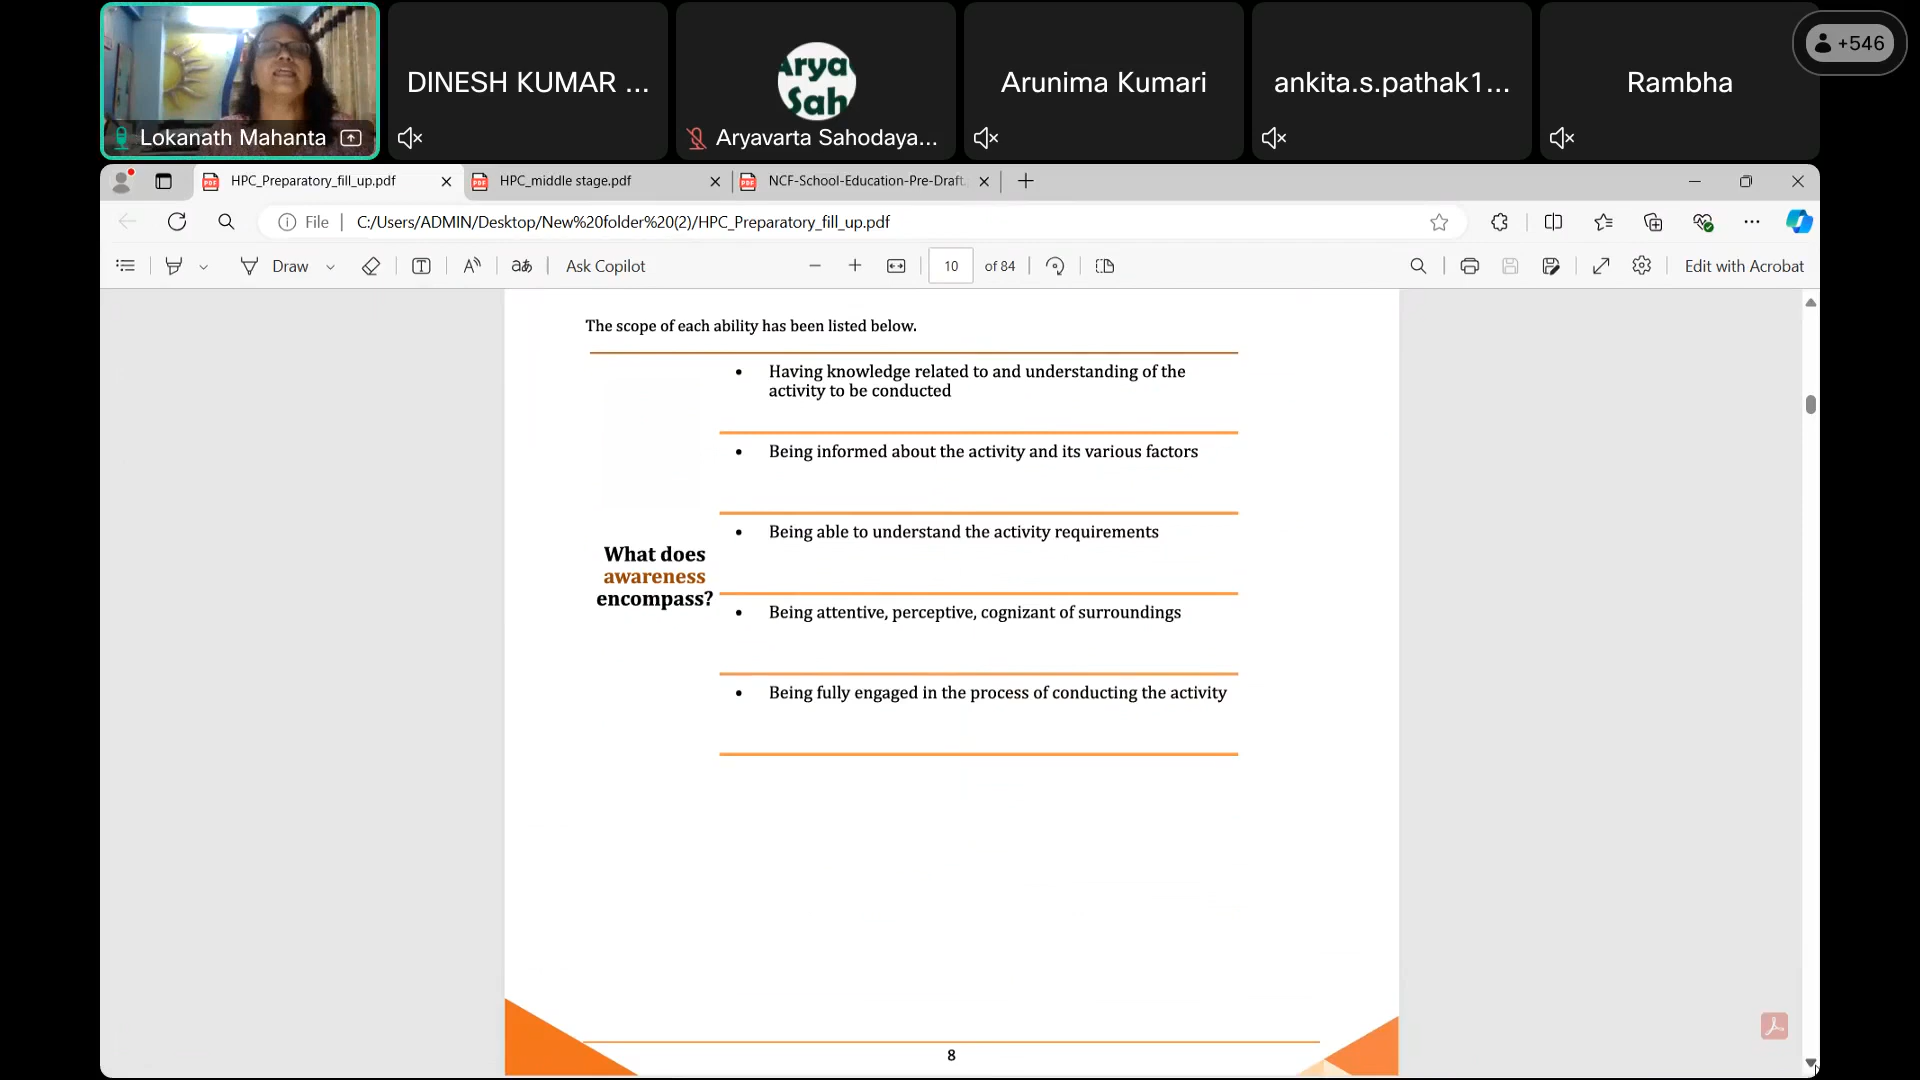 DINESH KUMAR ...
Arya
Sah
Arunima Kumari
ankita.s.pathak1...
Rambha
+546
Lokanath Mahanta
Aryavarta Sahodaya...
HPC_Preparatory_fill_up.pdf
HPC_middle stage.pdf
NCF-School-Education-Pre-Draft.
File
C:/Users/ADMIN/Desktop/New%20folder%20(2)/HPC_Preparatory_fill_up.pdf
Draw
Ask Copilot
10
of 84
Edit with Acrobat
The scope of each ability has been listed below.
What does
awareness
encompass?
• Having knowledge related to and understanding of the
activity to be conducted
• Being informed about the activity and its various factors
• Being able to understand the activity requirements
• Being attentive, perceptive, cognizant of surroundings
• Being fully engaged in the process of conducting the activity
8